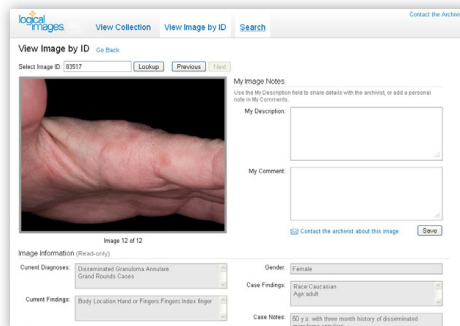 Contact the Archivi
logical
images
View Collection
View Image by ID
Search
View Image by ID
Go Back
Select Image ID:
83517
Lookup
Previous
Next
My Image Notes
Use the My Description field to share details with the archivist, or add a personal
note in My Comments.
My Description:
My Comment:
Image 12 of 12
Contact the archivist about this image
Save
Image Information (Read-only)
Current Diagnoses:
Disseminated Granuloma Annulare
Grand Rounds Cases
Gender:
Female
Case Findings:
Race Caucasian
Age adult
Current Findings:
Body Location Hand or Fingers Fingers Index finger
Case Notes:
60 y.o. with three month history of disseminated
granuloma annulare